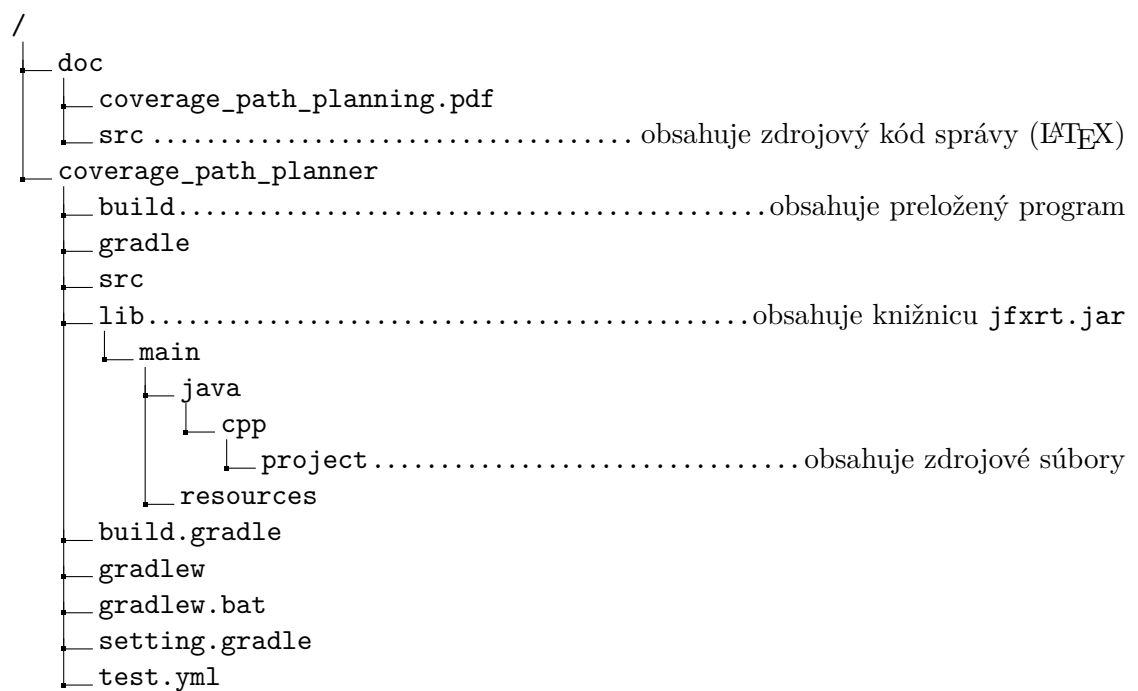 /
doc
coverage_path_planning.pdf
src ................................... obsahuje zdrojový kód správy (LATEX)
coverage_path_planner
build............................................obsahuje preložený program
gradle
src
lib.............................................obsahuje knižnicu jfxrt.jar
main
java
cpp
project................................obsahuje zdrojové súbory
resources
build.gradle
gradlew
gradlew.bat
setting.gradle
test.yml